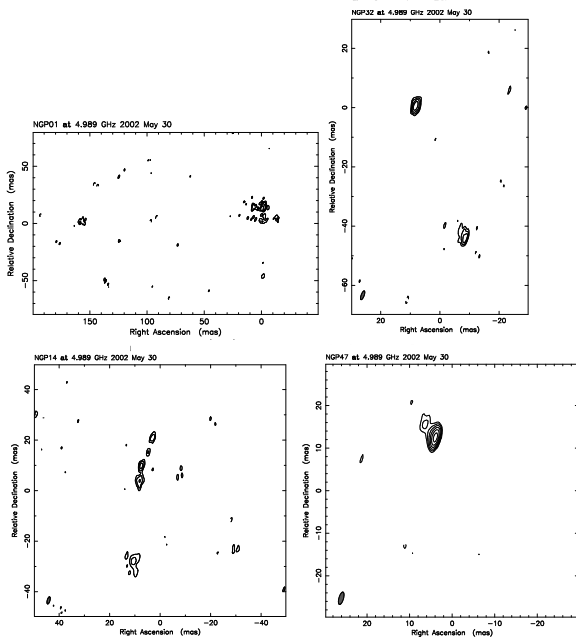 NGP01 at 4.989 GHz 2002 May 30
Relative Declination (mas)
50
0
−50
150
100
50
0
Right Ascension (mas)
NGP32 at 4.989 GHz 2002 May 30
Relative Declination (mas)
20
0
−20
−40
−60
20
0
−20
Right Ascension (mas)
NGP14 at 4.989 GHz 2002 May 30
Relative Declination (mas)
40
20
0
−20
−40
40
20
0
−20
−40
Right Ascension (mas)
NGP47 at 4.989 GHz 2002 May 30
Relative Declination (mas)
20
10
0
−10
−20
20
10
0
−10
−20
Right Ascension (mas)